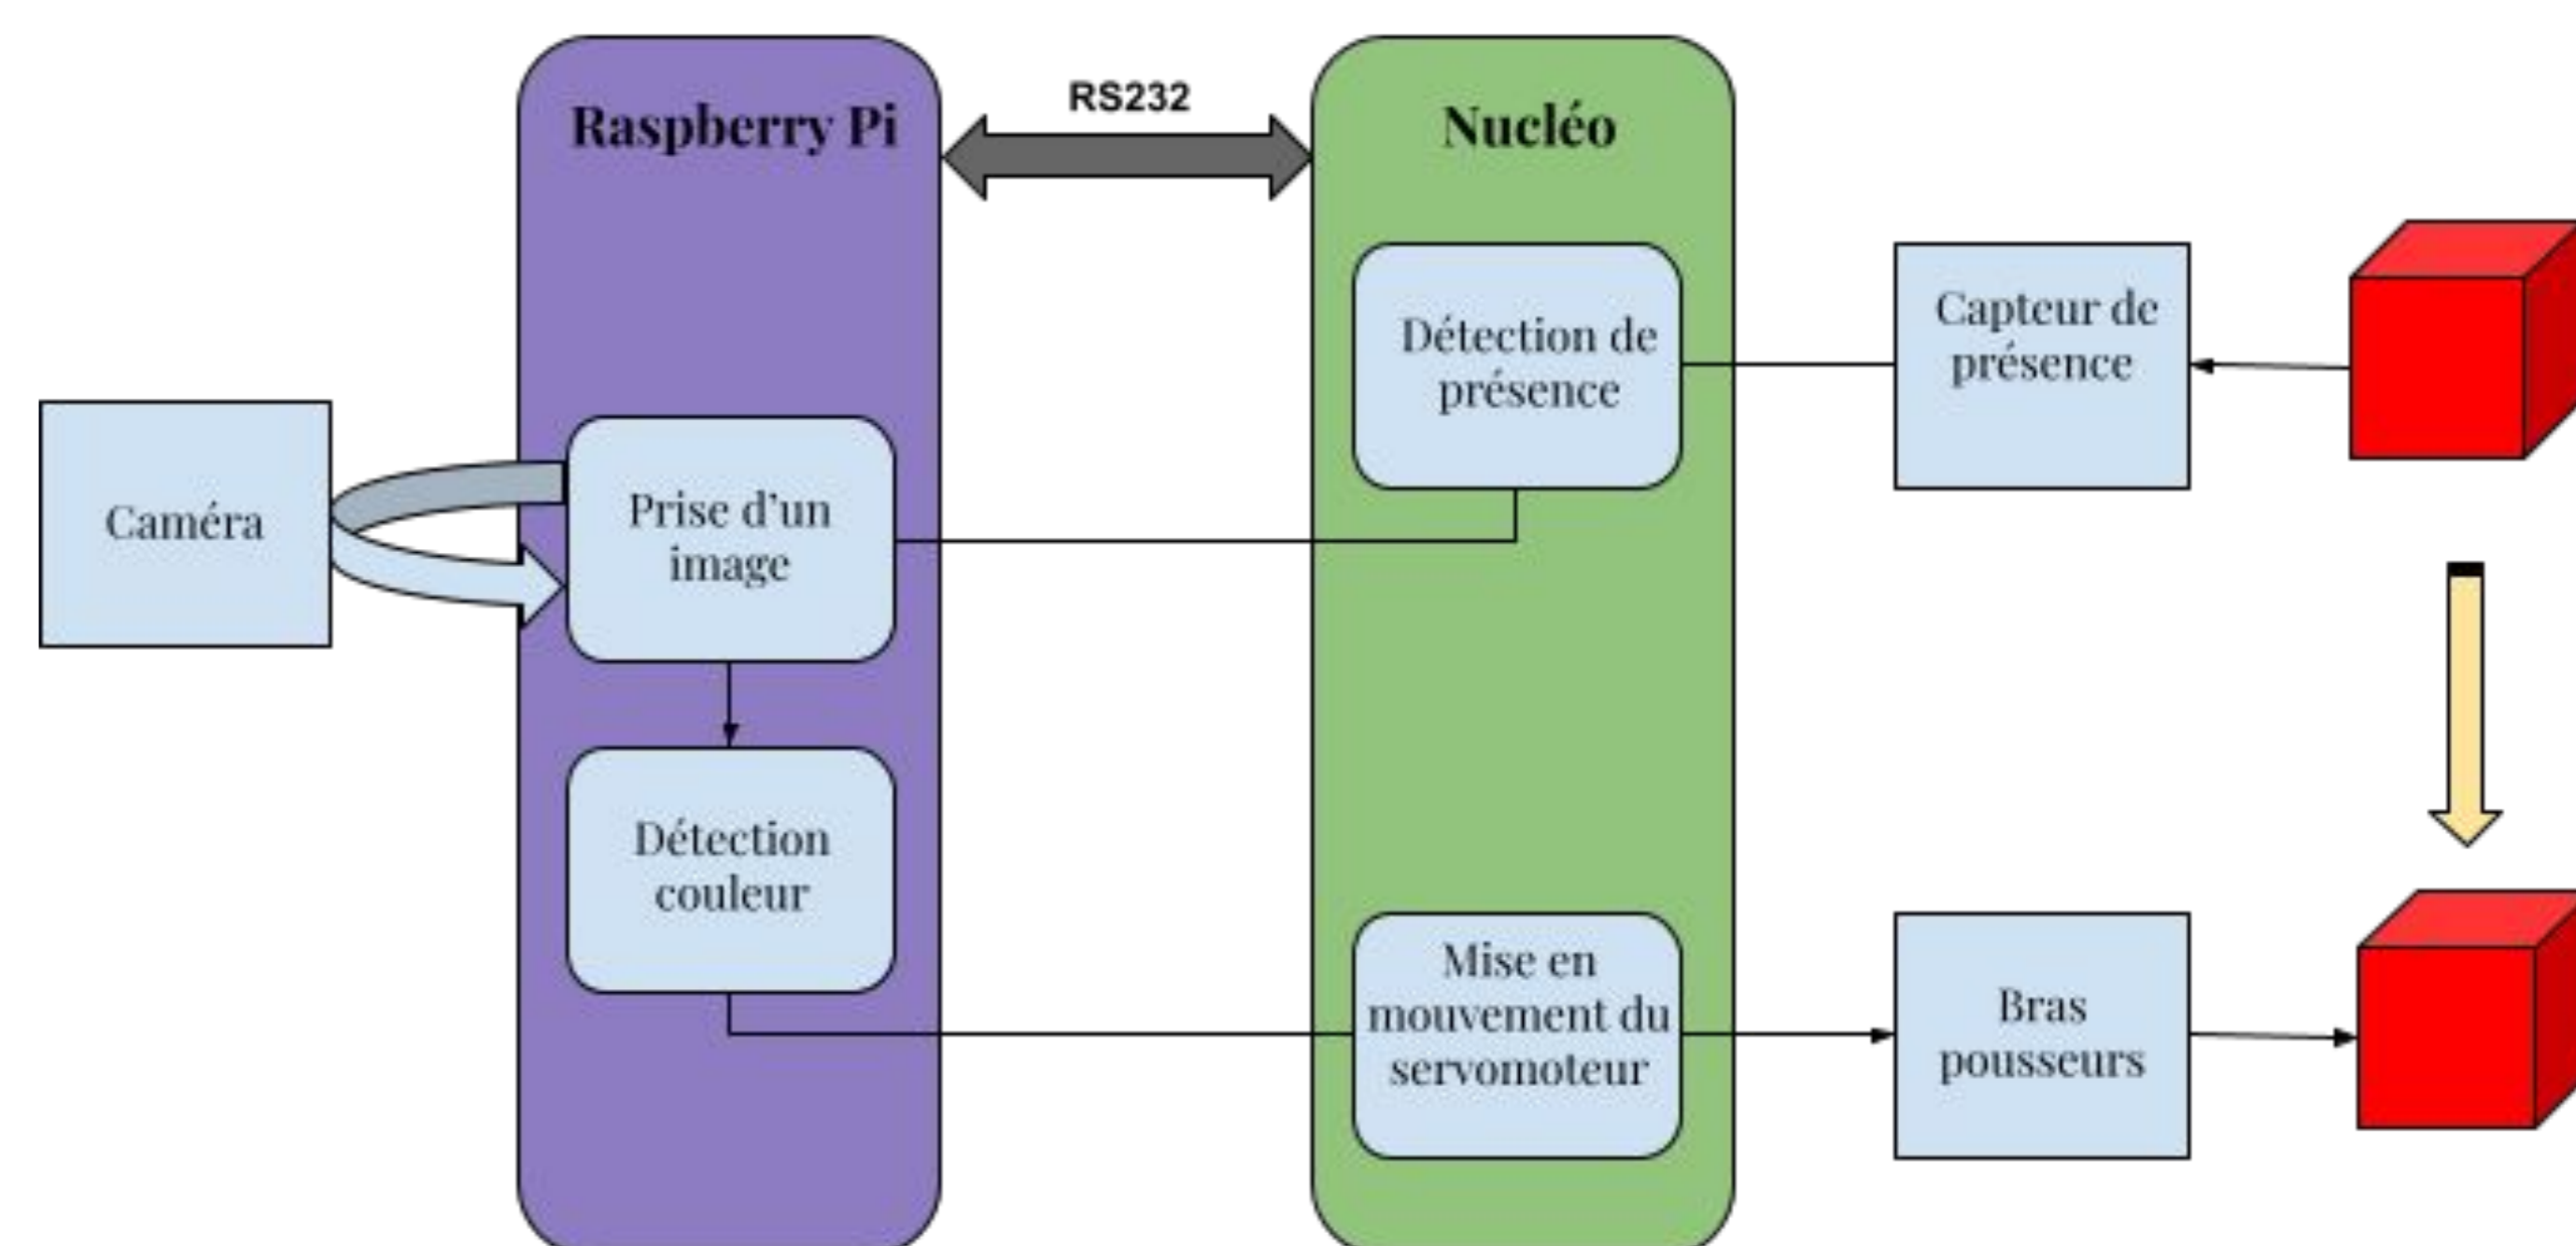 RS232
Raspberry Pi
Nucléo
Capteur de
présence
Détection de
présence
Caméra
Prise d'un
image
Détection
couleur
Mise en
mouvement du
servomoteur
Bras
pousseurs